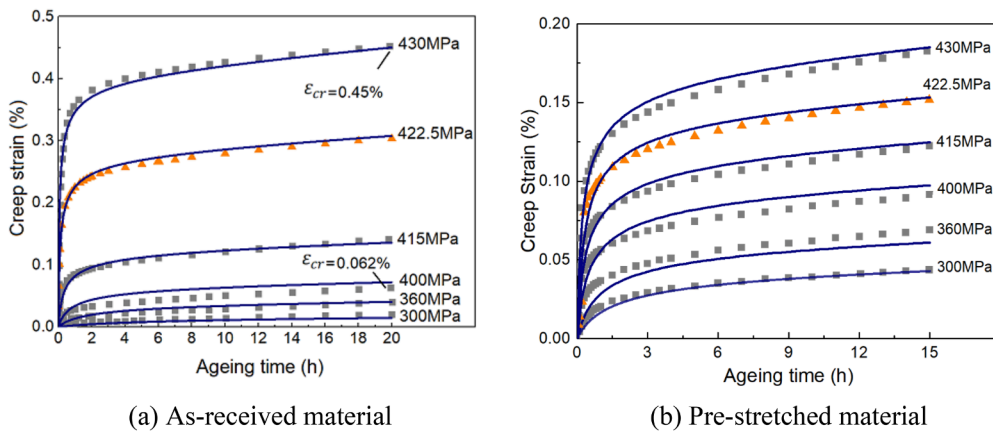 0.5
0.4
0.3
0.2
0.1
0.0
Creep strain (%)
430MPa
εcr=0.45%
422.5MPa
415MPa
εcr=0.062%
400MPa
360MPa
300MPa
0 2 4 6 8 10 12 14 16 18 20
Ageing time (h)
(a) As-received material
0.20
0.15
0.10
0.05
0.00
Creep Strain (%)
430MPa
422.5MPa
415MPa
400MPa
360MPa
300MPa
0 3 6 9 12 15
Ageing time (h)
(b) Pre-stretched material